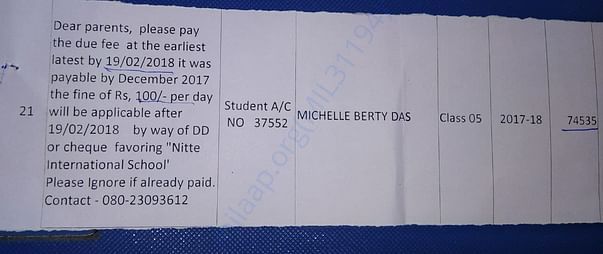 21
Dear parents,  please pay
the due fee  at the earliest
latest by 19/02/2018 it was
payable by December 2017
the fine of Rs, 100/- per day
will be applicable after
19/02/2018    by way of DD
or cheque  favoring "Nitte
International School'
Please Ignore if already paid.
Contact - 080-23093612
Student A/C
NO   37552
MICHELLE BERTY DAS
Class 05
2017-18
74535